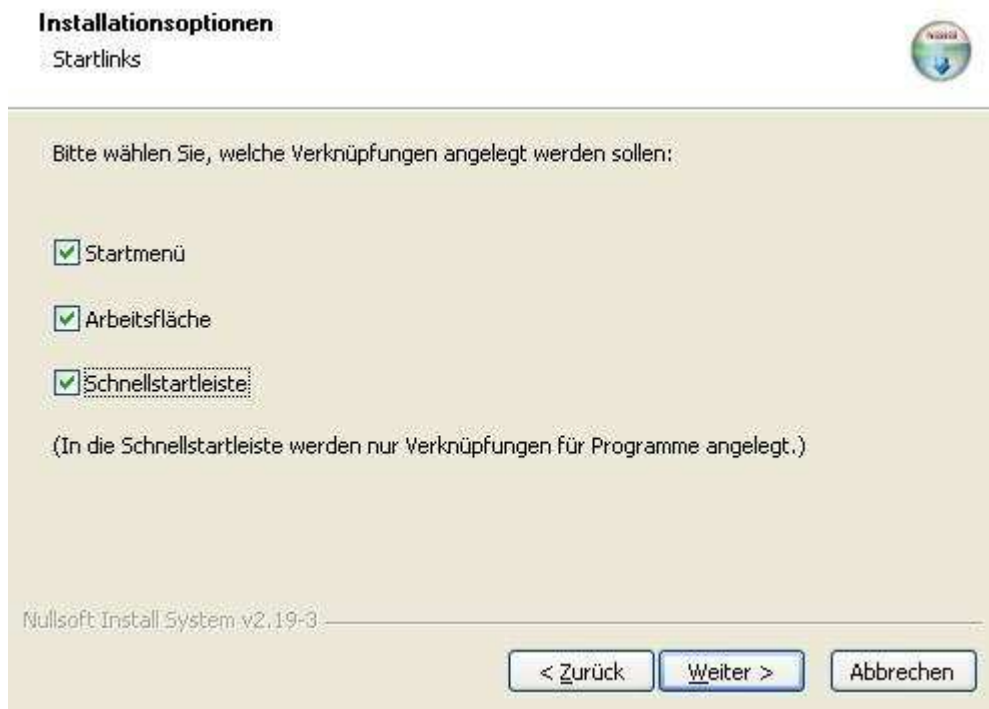 Installationsoptionen
Startlinks
Bitte wählen Sie, welche Verknüpfungen angelegt werden sollen:
Startmenü
Arbeitsfläche
Schnellstartleiste
(In die Schnellstartleiste werden nur Verknüpfungen für Programme angelegt.)
Nullsoft Install System v2.19-3
< Zurück Weiter > Abbrechen